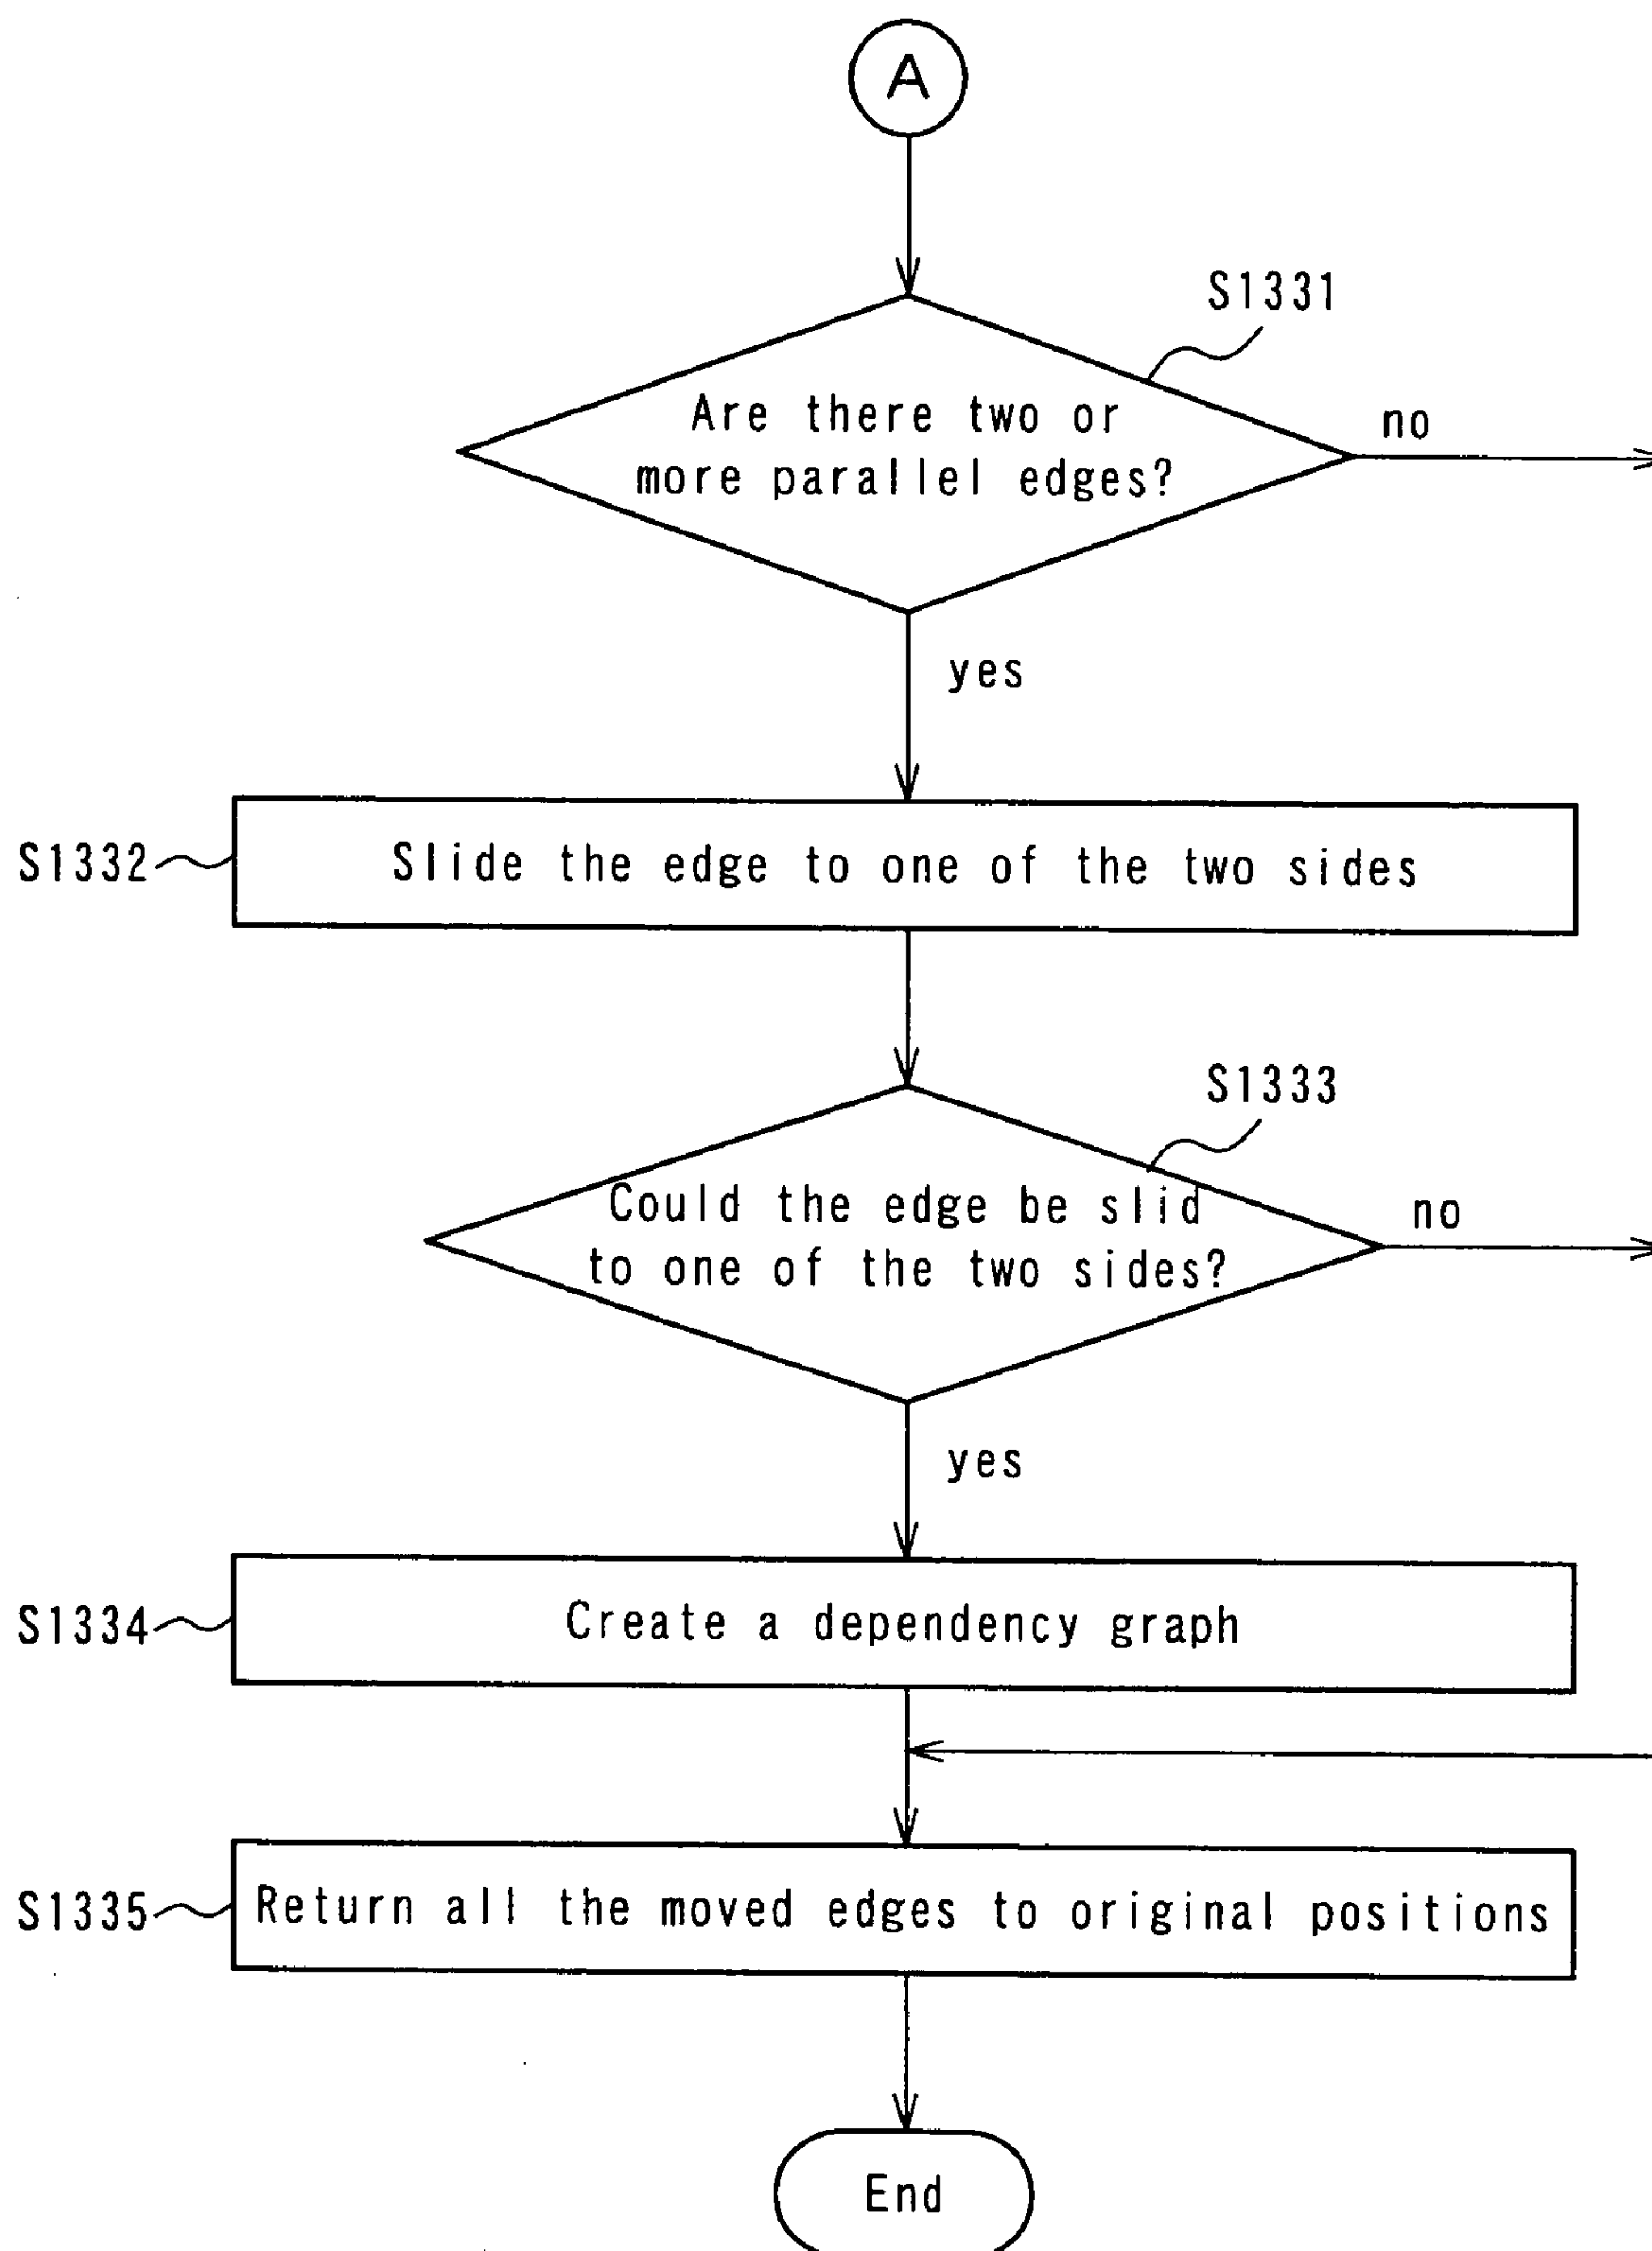 A
S1331
Are there two or
more parallel edges?
no
yes
S1332
Slide the edge to one of the two sides
S1333
Could the edge be slid
to one of the two sides?
no
yes
S1334
Create a dependency graph
S1335
Return all the moved edges to original positions
End